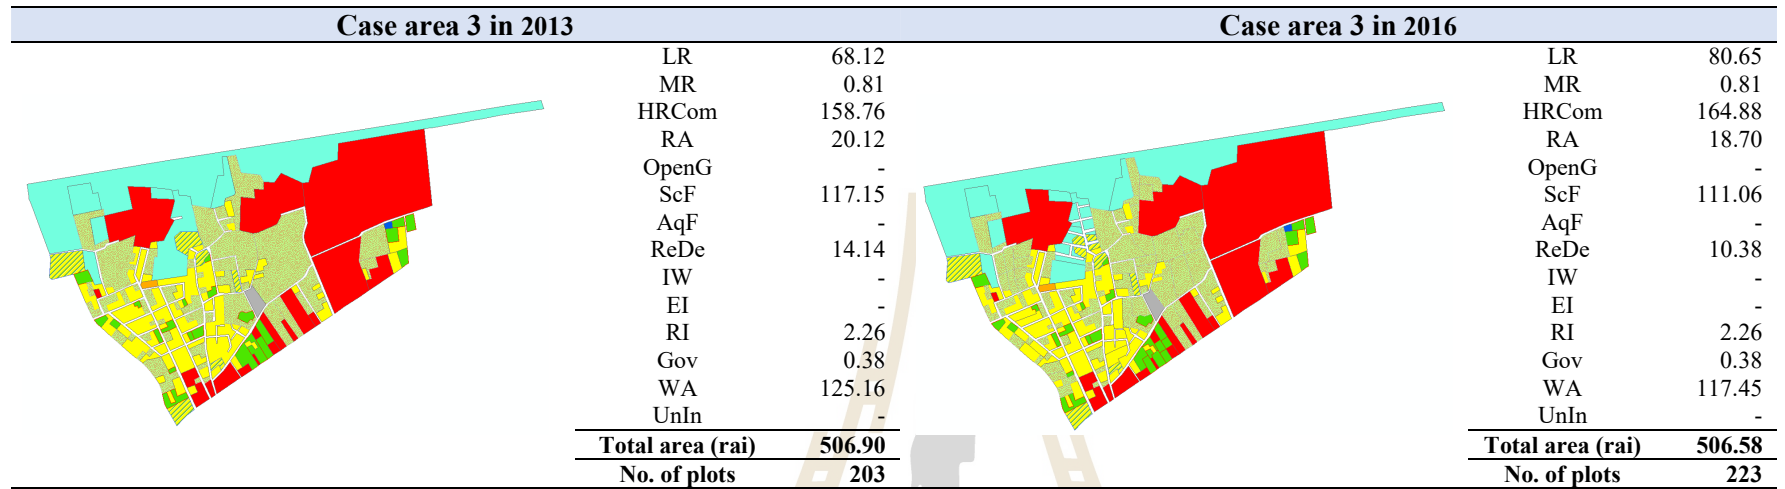 Case area 3 in 2013
LR 68.12
MR 0.81
HRCom 158.76
RA 20.12
OpenG -
ScF 117.15
AqF -
ReDe 14.14
IW -
EI -
RI 2.26
Gov 0.38
WA 125.16
UnIn -
Total area (rai) 506.90
No. of plots 203
Case area 3 in 2016
LR 80.65
MR 0.81
HRCom 164.88
RA 18.70
OpenG -
ScF 111.06
AqF -
ReDe 10.38
IW -
EI -
RI 2.26
Gov 0.38
WA 117.45
UnIn -
Total area (rai) 506.58
No. of plots 223